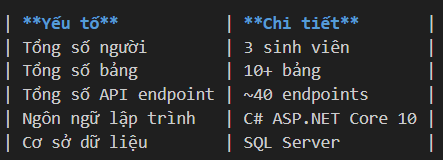 | **Yếu tố** | **Chi tiết** |
| Tổng số người | 3 sinh viên |
| Tổng số bảng | 10+ bảng |
| Tổng số API endpoint | ~40 endpoints |
| Ngôn ngữ lập trình | C# ASP.NET Core 10 |
| Cơ sở dữ liệu | SQL Server |